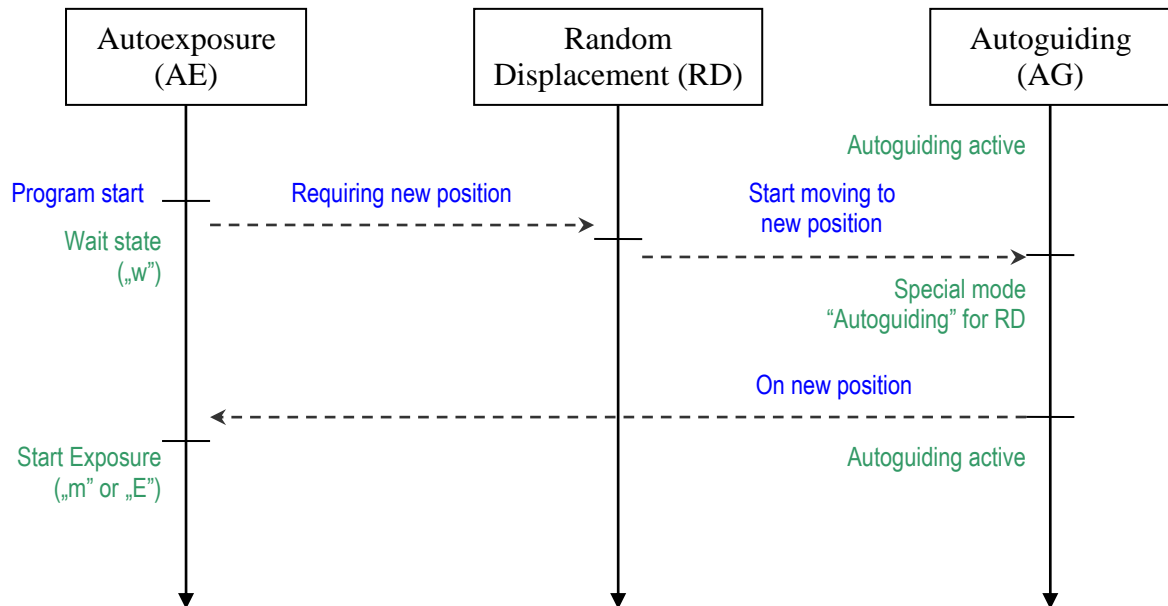 Autoexposure
(AE)
Random
Displacement (RD)
Autoguiding
(AG)
Autoguiding active
Program start
Requiring new position
Start moving to
new position
Wait state
(„w”)
Special mode
“Autoguiding” for RD
On new position
Start Exposure
(„m” or „E”)
Autoguiding active